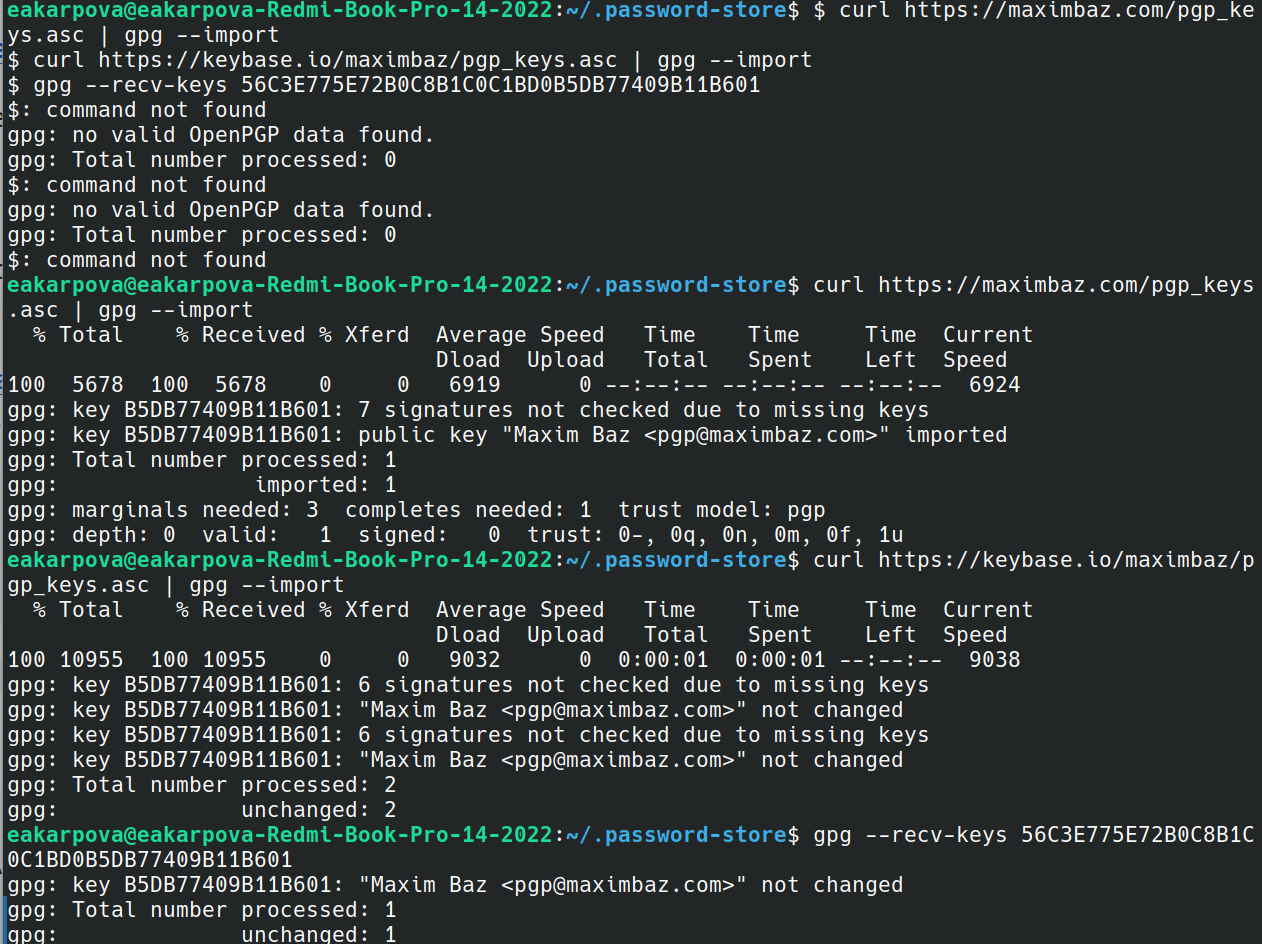 eakarpova@eakarpova-Redmi-Book-Pro-14-2022:~/.password-store$ $ curl https://maximbaz.com/pgp_ke
ys.asc | gpg --import
$ curl https://keybase.io/maximbaz/pgp_keys.asc | gpg --import
$ gpg --recv-keys 56C3E775E72B0C8B1C0C1BD0B5DB77409B11B601
$: command not found
gpg: no valid OpenPGP data found.
gpg: Total number processed: 0
$: command not found
gpg: no valid OpenPGP data found.
gpg: Total number processed: 0
$: command not found
eakarpova@eakarpova-Redmi-Book-Pro-14-2022:~/.password-store$ curl https://maximbaz.com/pgp_keys
.asc | gpg --import
  % Total    % Received % Xferd  Average Speed   Time    Time     Time  Current
                                 Dload  Upload   Total   Spent    Left  Speed
100  5678  100  5678    0     0   6919      0 --:--:-- --:--:-- --:--:--  6924
gpg: key B5DB77409B11B601: 7 signatures not checked due to missing keys
gpg: key B5DB77409B11B601: public key "Maxim Baz <pgp@maximbaz.com>" imported
gpg: Total number processed: 1
gpg:               imported: 1
gpg: marginals needed: 3  completes needed: 1  trust model: pgp
gpg: depth: 0  valid:   1  signed:   0  trust: 0-, 0q, 0n, 0m, 0f, 1u
eakarpova@eakarpova-Redmi-Book-Pro-14-2022:~/.password-store$ curl https://keybase.io/maximbaz/p
gp_keys.asc | gpg --import
  % Total    % Received % Xferd  Average Speed   Time    Time     Time  Current
                                 Dload  Upload   Total   Spent    Left  Speed
100 10955  100 10955    0     0   9032      0  0:00:01  0:00:01 --:--:--  9038
gpg: key B5DB77409B11B601: 6 signatures not checked due to missing keys
gpg: key B5DB77409B11B601: "Maxim Baz <pgp@maximbaz.com>" not changed
gpg: key B5DB77409B11B601: 6 signatures not checked due to missing keys
gpg: key B5DB77409B11B601: "Maxim Baz <pgp@maximbaz.com>" not changed
gpg: Total number processed: 2
gpg:              unchanged: 2
eakarpova@eakarpova-Redmi-Book-Pro-14-2022:~/.password-store$ gpg --recv-keys 56C3E775E72B0C8B1C
0C1BD0B5DB77409B11B601
gpg: key B5DB77409B11B601: "Maxim Baz <pgp@maximbaz.com>" not changed
gpg: Total number processed: 1
gpg:              unchanged: 1